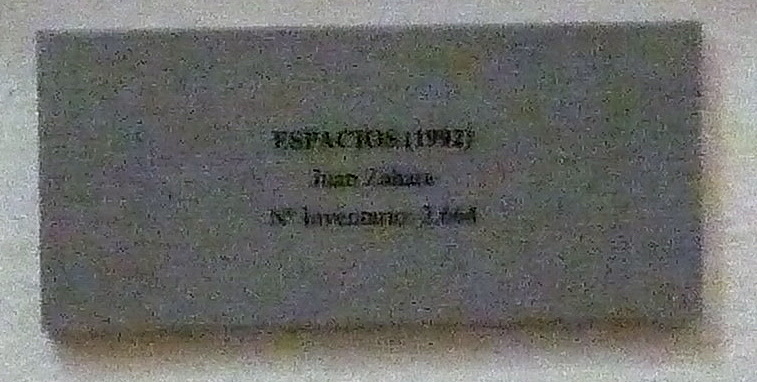 ESPACIOS (1992)
Juan
Nº Inventario: